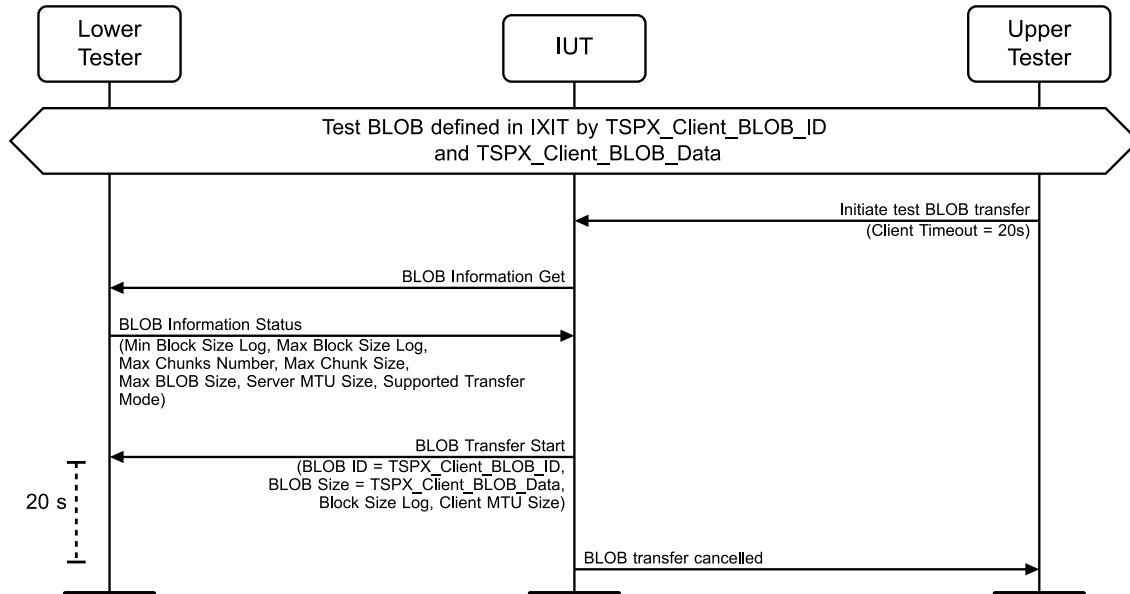 Lower
Tester
IUT
Upper
Tester
Test BLOB defined in IXIT by TSPX_Client_BLOB_ID
and TSPX_Client_BLOB_Data
Initiate test BLOB transfer
(Client Timeout = 20s)
BLOB Information Get
BLOB Information Status
(Min Block Size Log, Max Block Size Log,
Max Chunks Number, Max Chunk Size,
Max BLOB Size, Server MTU Size, Supported Transfer
Mode)
BLOB Transfer Start
(BLOB ID = TSPX_Client_BLOB_ID,
BLOB Size = TSPX_Client_BLOB_Data,
Block Size Log, Client MTU Size)
20 s
BLOB transfer cancelled